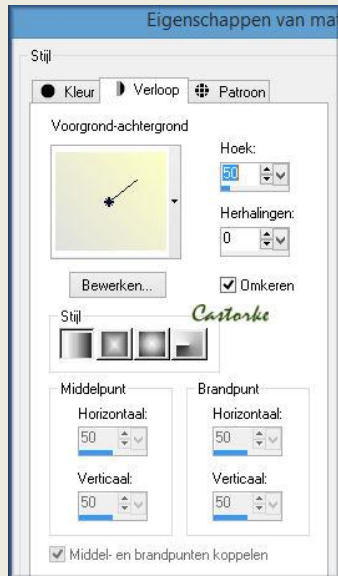 Eigenschappen van mat
Stijl
Kleur Verloop Patroon
Voorgrond-achtergrond
Hoek:
50
Herhalingen:
0
Bewerken...
Omkeren
Castorke
Stijl
Middelpunt Brandpunt
Horizontaal: Horizontaal:
50 50
Verticaal: Verticaal:
50 50
Middel- en brandpunten koppelen